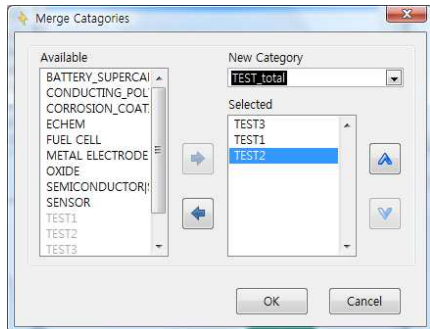 Merge Catagories
Available
BATTERY_SUPERCAI
CONDUCTING_POL
CORROSION_COAT.
ECHEM
FUEL CELL
METAL ELECTRODE
OXIDE
SEMICONDUCTOR|
SENSOR
TEST1
TEST2
TEST3
New Category
TEST_total
Selected
TEST3
TEST1
TEST2
OK
Cancel